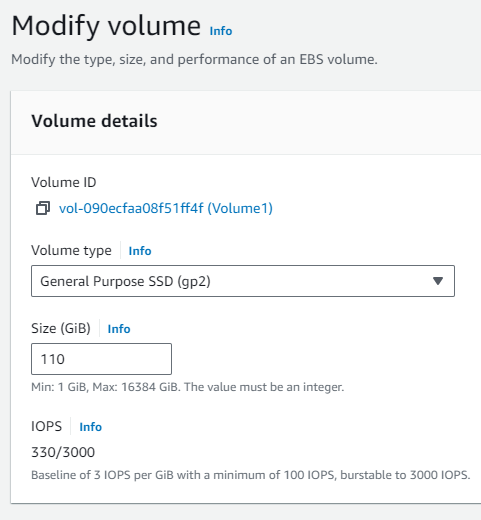 Modify volume Info
Modify the type, size, and performance of an EBS volume.
Volume details
Volume ID
vol-090ecfaa08f51ff4f (Volume1)
Volume type Info
General Purpose SSD (gp2)
Size (GiB) Info
110
Min: 1 GiB, Max: 16384 GiB. The value must be an integer.
IOPS Info
330/3000
Baseline of 3 IOPS per GiB with a minimum of 100 IOPS, burstable to 3000 IOPS.